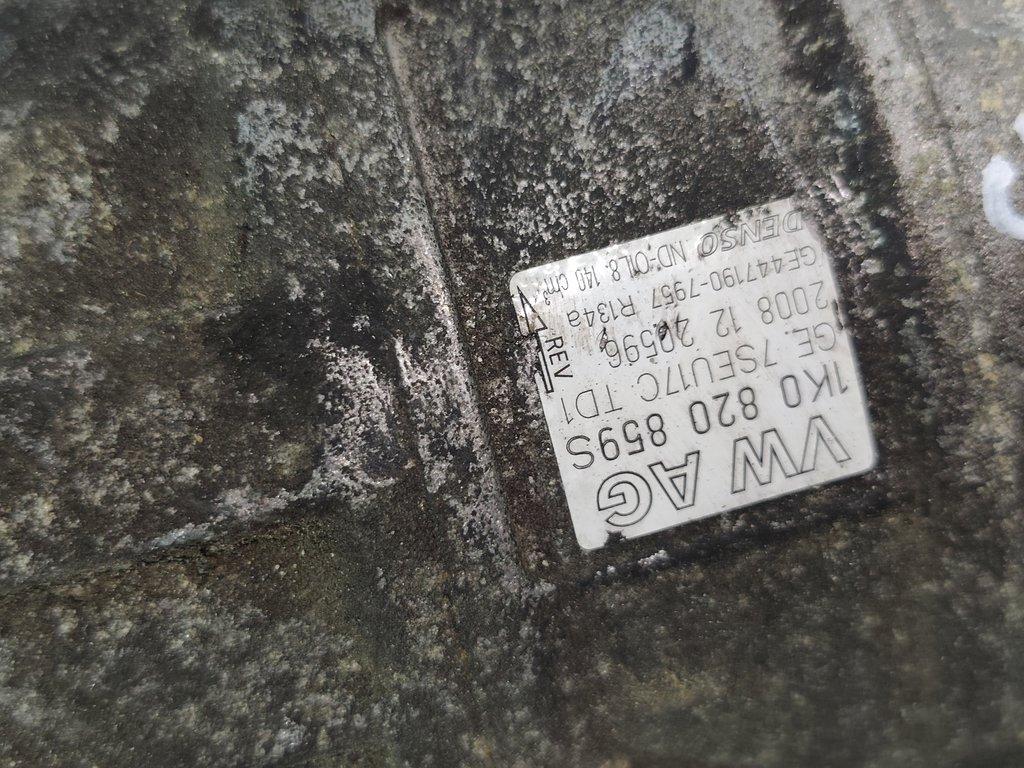 VW AG
1K0 820 859S
GE 7SEU17C TD1
2008 12 20596
GE447190-7957 R134a
DENSO ND-OIL8 140 cm³
REV